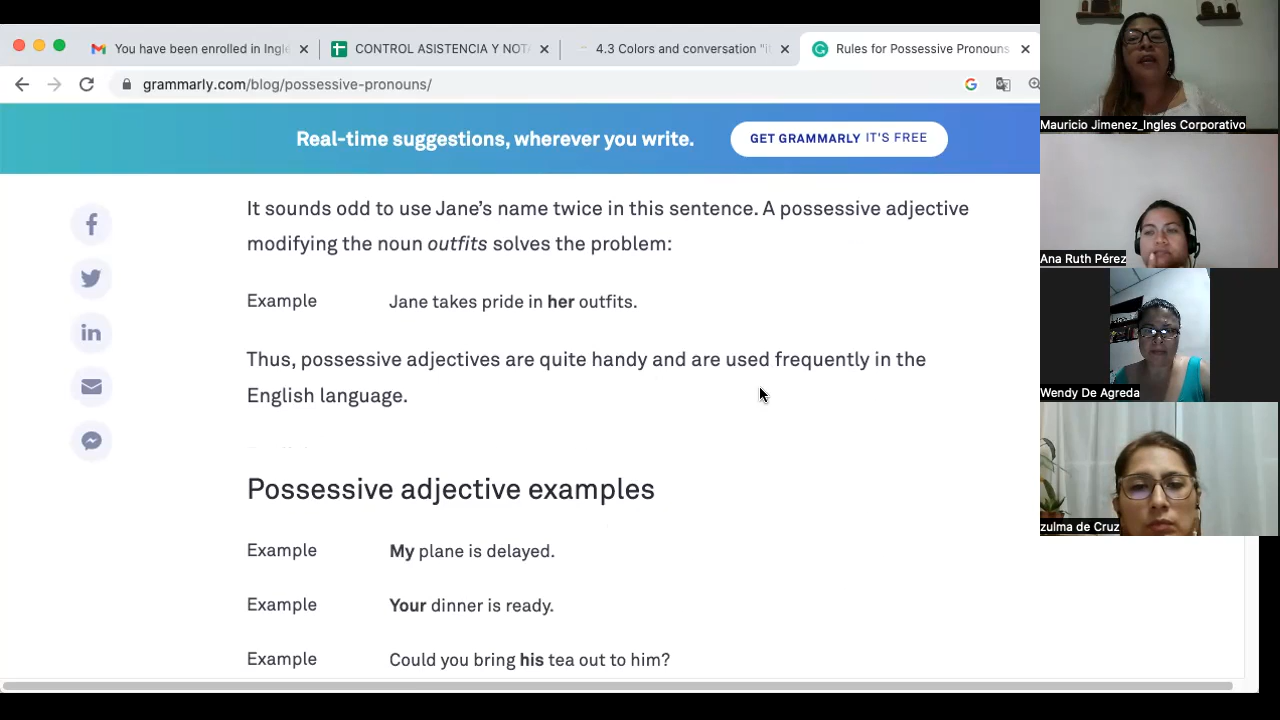 You have been enrolled in Ingl
CONTROL ASISTENCIA Y NOT
4.3 Colors and conversation "i
Rules for Possessive Pronouns
grammarly.com/blog/possessive-pronouns/
Real-time suggestions, wherever you write.
GET GRAMMARLY IT'S FREE
It sounds odd to use Jane's name twice in this sentence. A possessive adjective
modifying the noun outfits solves the problem:
Example Jane takes pride in her outfits.
Thus, possessive adjectives are quite handy and are used frequently in the
English language.
Possessive adjective examples
Example My plane is delayed.
Example Your dinner is ready.
Example Could you bring his tea out to him?
Mauricio Jimenez_Ingles Corporativo
Ana Ruth Pérez
Wendy De Agreda
zulma de Cruz